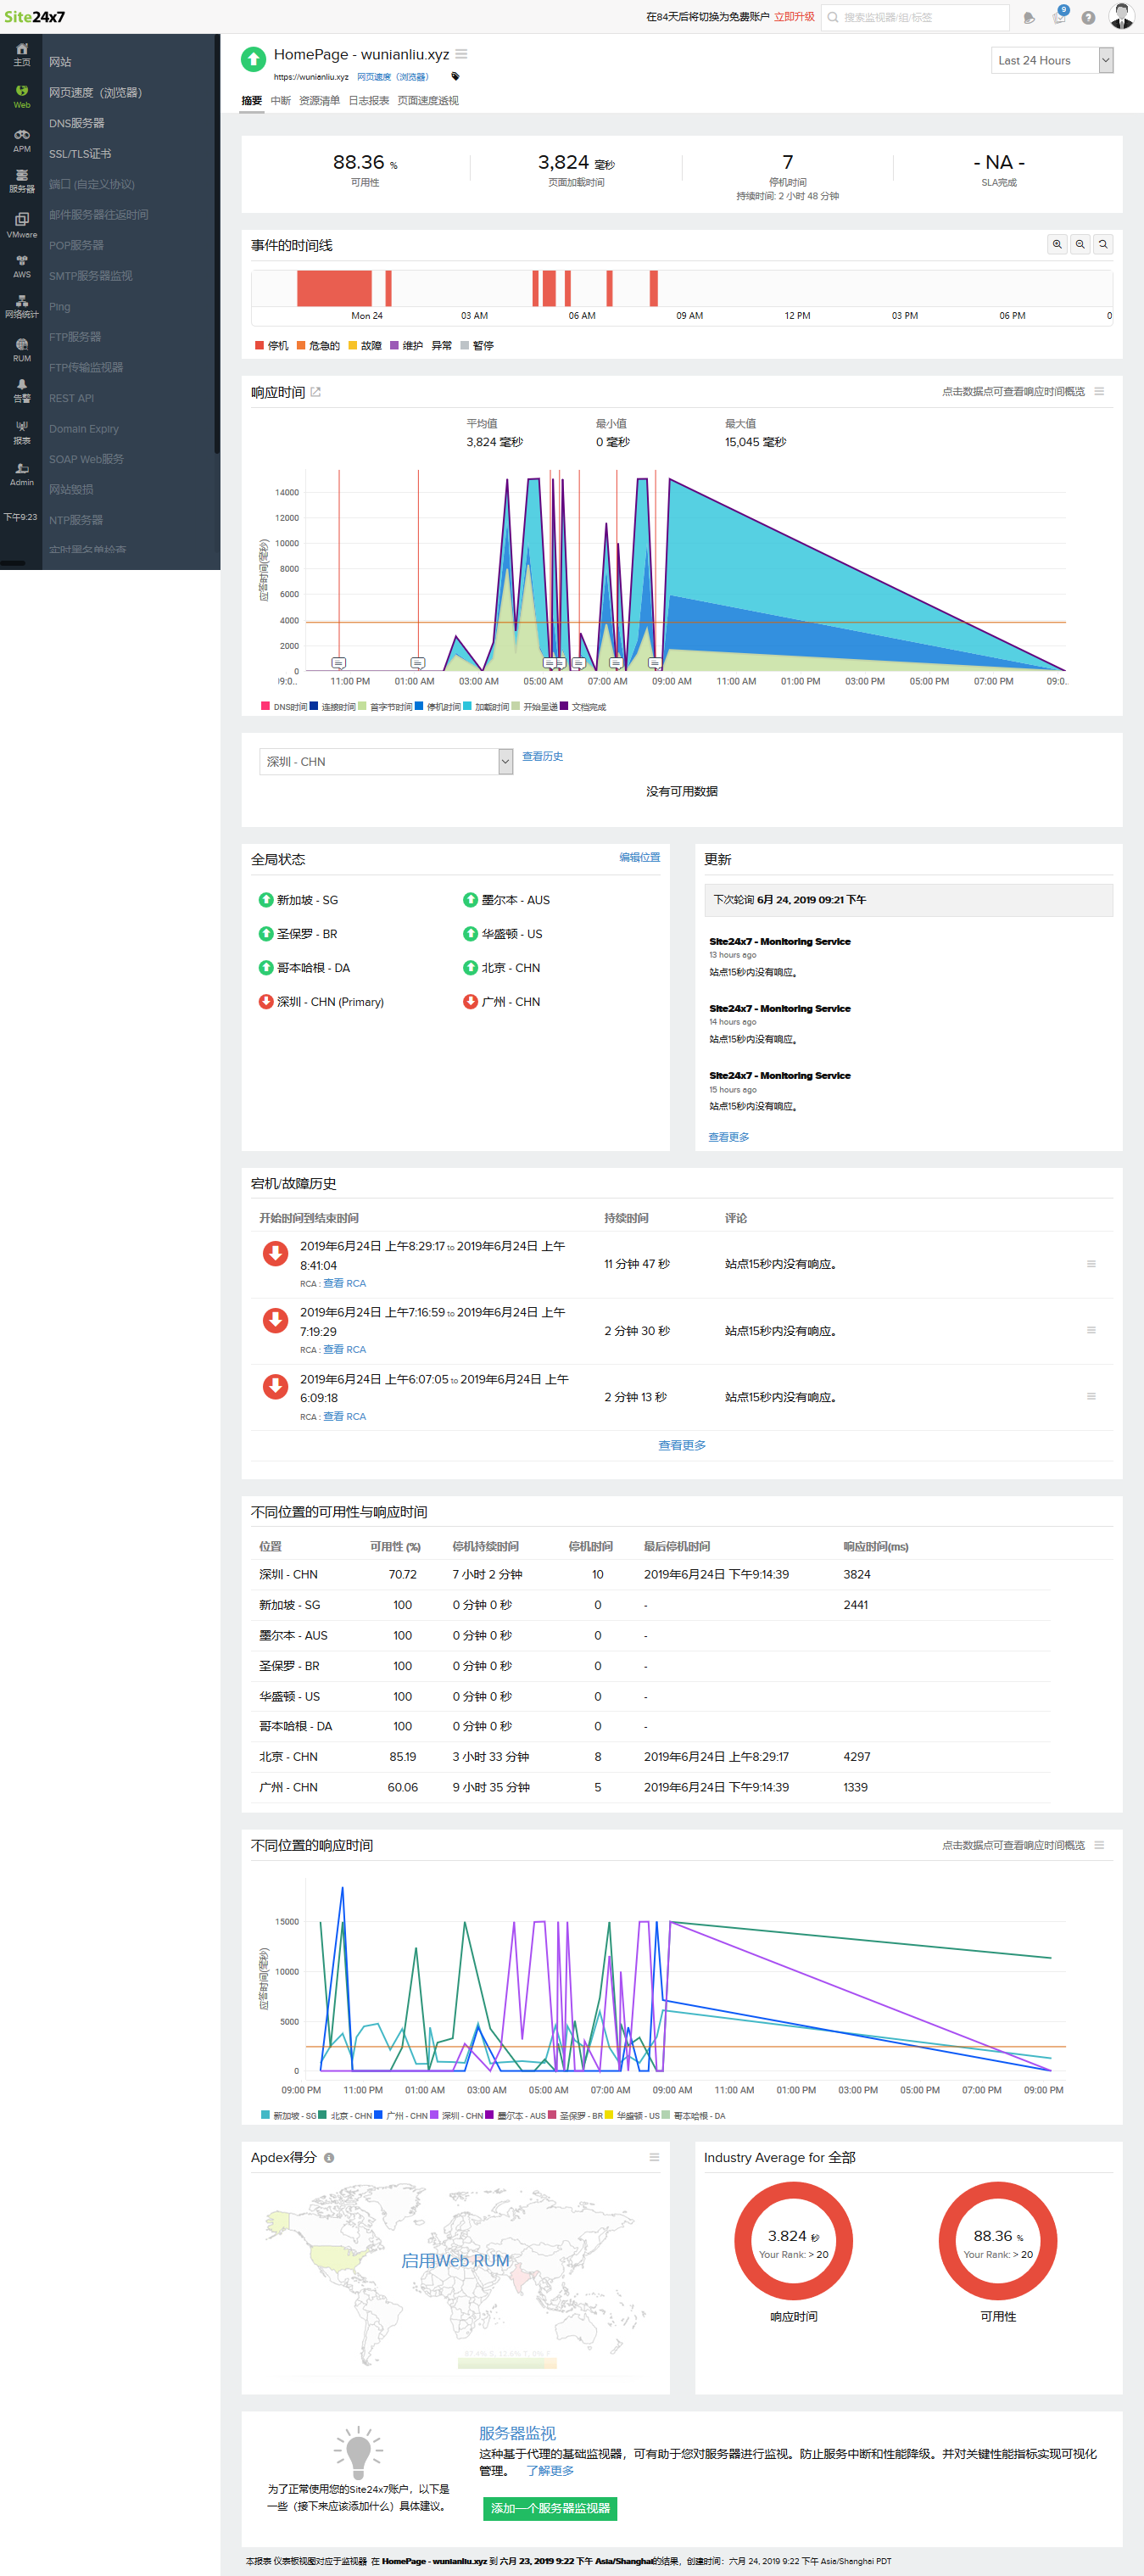 Site24x7
在84天后将切换为免费账户 立即升级
搜索监视器/组/标签
9
主页
Web
APM
服务器
VMware
AWS
网络统计
RUM
告警
报表
Admin
下午9:23
网站
网页速度（浏览器）
DNS服务器
SSL/TLS证书
端口 (自定义协议)
邮件服务器往返时间
POP服务器
SMTP服务器监视
Ping
FTP服务器
FTP传输监视器
REST API
Domain Expiry
SOAP Web服务
网站毁损
NTP服务器
实时黑名单检查
HomePage - wunianliu.xyz
https://wunianliu.xyz 网页速度（浏览器）
Last 24 Hours
摘要 中断 资源清单 日志报表 页面速度透视
88.36 %
可用性
3,824 毫秒
页面加载时间
7
停机时间
持续时间: 2 小时 48 分钟
- NA -
SLA完成
事件的时间线
Mon 24 03 AM 06 AM 09 AM 12 PM 03 PM 06 PM 0
停机 危急的 故障 维护 异常 暂停
响应时间
点击数据点可查看响应时间概览
平均值 最小值 最大值
3,824 毫秒 0 毫秒 15,045 毫秒
应答时间(毫秒)
14000
12000
10000
8000
6000
4000
2000
0
09:0.. 11:00 PM 01:00 AM 03:00 AM 05:00 AM 07:00 AM 09:00 AM 11:00 AM 01:00 PM 03:00 PM 05:00 PM 07:00 PM 09:0..
DNS时间 连接时间 首字节时间 停机时间 加载时间 开始呈递 文档完成
深圳 - CHN
查看历史
没有可用数据
全局状态
编辑位置
新加坡 - SG 墨尔本 - AUS
圣保罗 - BR 华盛顿 - US
哥本哈根 - DA 北京 - CHN
深圳 - CHN (Primary) 广州 - CHN
更新
下次轮询 6月 24, 2019 09:21 下午
Site24x7 - Monitoring Service
13 hours ago
站点15秒内没有响应。
Site24x7 - Monitoring Service
14 hours ago
站点15秒内没有响应。
Site24x7 - Monitoring Service
15 hours ago
站点15秒内没有响应。
查看更多
宕机/故障历史
开始时间到结束时间 持续时间 评论
2019年6月24日 上午8:29:17 to 2019年6月24日 上午
8:41:04
RCA : 查看 RCA
11 分钟 47 秒
站点15秒内没有响应。
2019年6月24日 上午7:16:59 to 2019年6月24日 上午
7:19:29
RCA : 查看 RCA
2 分钟 30 秒
站点15秒内没有响应。
2019年6月24日 上午6:07:05 to 2019年6月24日 上午
6:09:18
RCA : 查看 RCA
2 分钟 13 秒
站点15秒内没有响应。
查看更多
不同位置的可用性与响应时间
位置 可用性 (%) 停机持续时间 停机时间 最后停机时间 响应时间(ms)
深圳 - CHN 70.72 7 小时 2 分钟 10 2019年6月24日 下午9:14:39 3824
新加坡 - SG 100 0 分钟 0 秒 0 - 2441
墨尔本 - AUS 100 0 分钟 0 秒 0 -
圣保罗 - BR 100 0 分钟 0 秒 0 -
华盛顿 - US 100 0 分钟 0 秒 0 -
哥本哈根 - DA 100 0 分钟 0 秒 0 -
北京 - CHN 85.19 3 小时 33 分钟 8 2019年6月24日 上午8:29:17 4297
广州 - CHN 60.06 9 小时 35 分钟 5 2019年6月24日 下午9:14:39 1339
不同位置的响应时间
点击数据点可查看响应时间概览
应答时间(毫秒)
15000
10000
5000
0
09:00 PM 11:00 PM 01:00 AM 03:00 AM 05:00 AM 07:00 AM 09:00 AM 11:00 AM 01:00 PM 03:00 PM 05:00 PM 07:00 PM 09:00 PM
新加坡 - SG 北京 - CHN 广州 - CHN 深圳 - CHN 墨尔本 - AUS 圣保罗 - BR 华盛顿 - US 哥本哈根 - DA
Apdex得分
启用Web RUM
Industry Average for 全部
3.824 秒
Your Rank: > 20
响应时间
88.36 %
Your Rank: > 20
可用性
为了正常使用您的Site24x7账户，以下是
一些（接下来应该添加什么）具体建议。
服务器监视
这种基于代理的基础监视器，可有助于您对服务器进行监视。防止服务中断和性能降级。并对关键性能指标实现可视化
管理。 了解更多
添加一个服务器监视器
本报表 仪表板视图对应于监视器 在 HomePage - wunianliu.xyz 到 六月 23, 2019 9:22 下午 Asia/Shanghai的结果，创建时间：六月 24, 2019 9:22 下午 Asia/Shanghai PDT